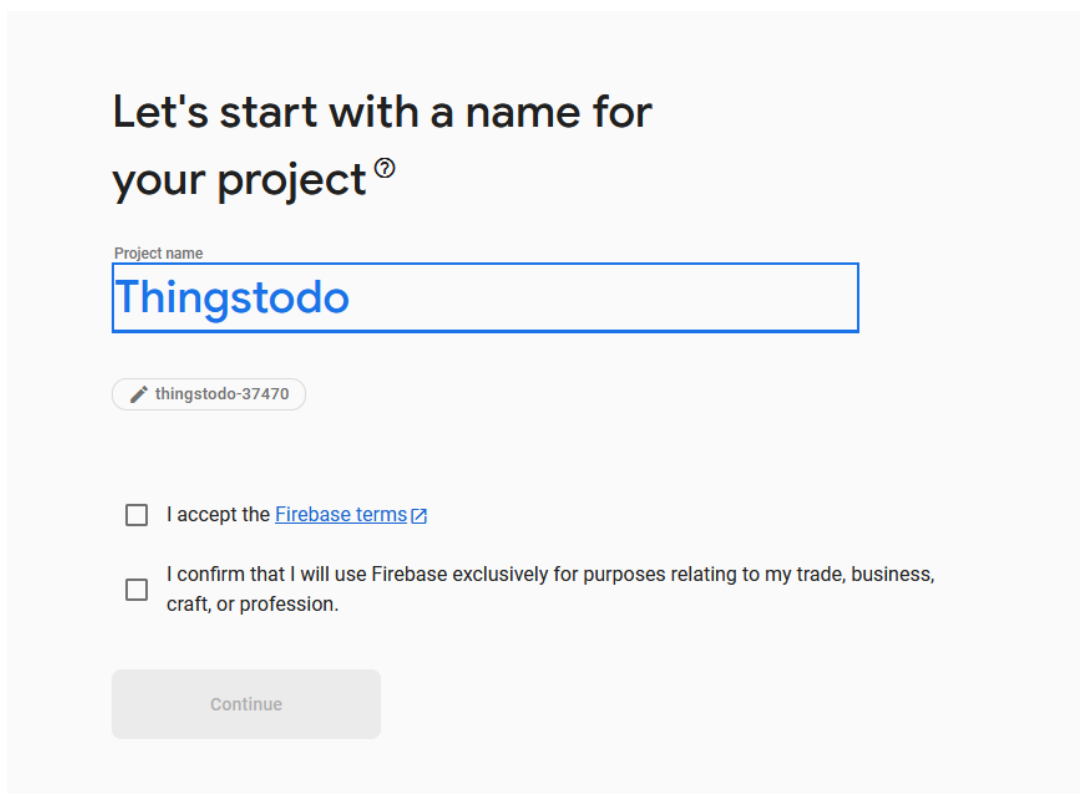 Let's start with a name for
your project
Project name
Thingstodo
thingstodo-37470
I accept the Firebase terms
I confirm that I will use Firebase exclusively for purposes relating to my trade, business,
craft, or profession.
Continue